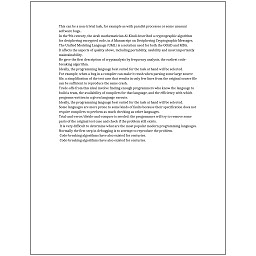 This can be a non-trivial task, for example as with parallel processes or some unusual
software bugs.
In the 9th century, the Arab mathematician Al-Kindi described a cryptographic algorithm
for deciphering encrypted code, in A Manuscript on Deciphering Cryptographic Messages.
The Unified Modeling Language (UML) is a notation used for both the OOAD and MDA.
It affects the aspects of quality above, including portability, usability and most importantly
maintainability.
He gave the first description of cryptanalysis by frequency analysis, the earliest code-
breaking algorithm.
Ideally, the programming language best suited for the task at hand will be selected.
For example, when a bug in a compiler can make it crash when parsing some large source
file, a simplification of the test case that results in only few lines from the original source file
can be sufficient to reproduce the same crash.
Trade-offs from this ideal involve finding enough programmers who know the language to
build a team, the availability of compilers for that language, and the efficiency with which
programs written in a given language execute.
Ideally, the programming language best suited for the task at hand will be selected.
Some languages are more prone to some kinds of faults because their specification does not
require compilers to perform as much checking as other languages.
Trial-and-error/divide-and-conquer is needed: the programmer will try to remove some
parts of the original test case and check if the problem still exists.
It is very difficult to determine what are the most popular modern programming languages.
Normally the first step in debugging is to attempt to reproduce the problem.
Code-breaking algorithms have also existed for centuries.
Code-breaking algorithms have also existed for centuries.